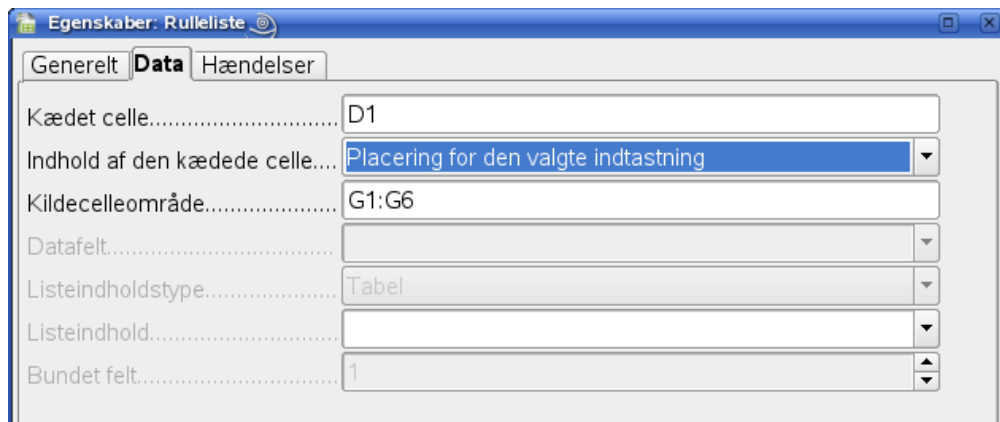 Egenskaber: Rulleliste
Generelt Data Hændelser
Kædet celle............................. D1
Indhold af den kædede celle.... Placering for den valgte indtastning
Kildecelleområde..................... G1:G6
Datafelt....................................
Listeindholdstype..................... Tabel
Listeindhold.............................
Bundet felt............................... 1